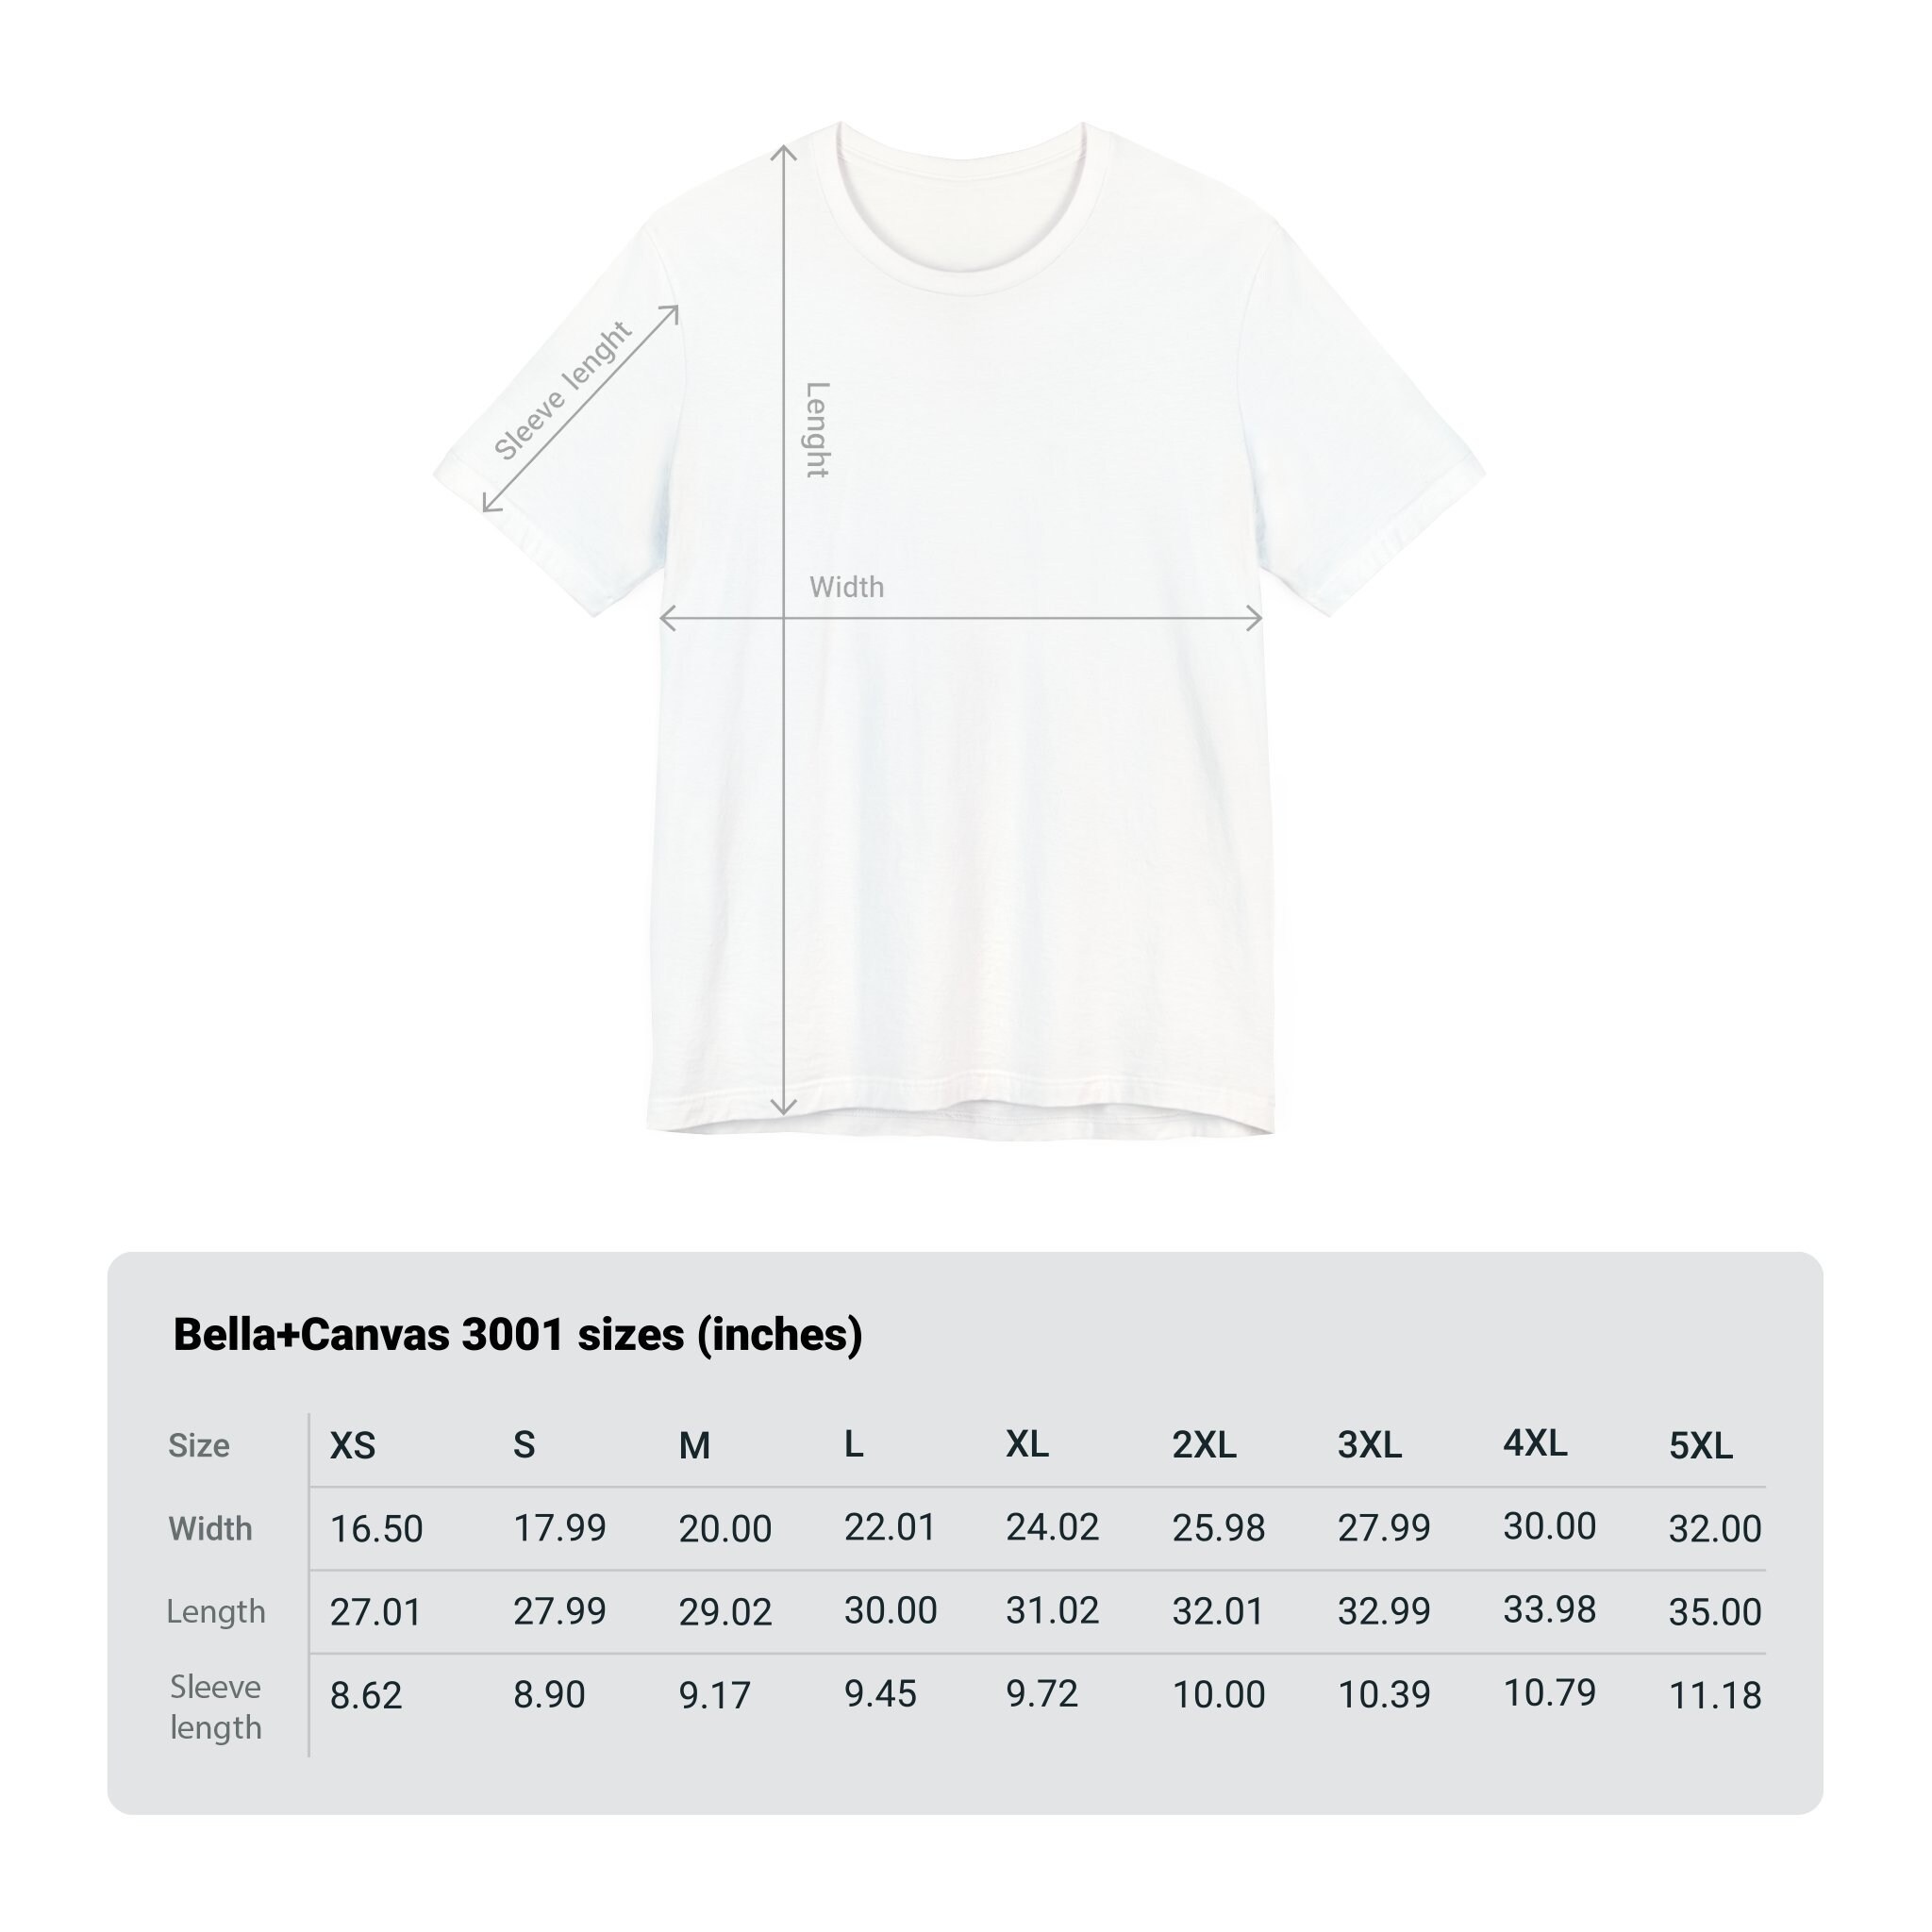 Sleeve lenght
Lenght
Width
Bella+Canvas 3001 sizes (inches)
Size XS S M L XL 2XL 3XL 4XL 5XL
Width 16.50 17.99 20.00 22.01 24.02 25.98 27.99 30.00 32.00
Length 27.01 27.99 29.02 30.00 31.02 32.01 32.99 33.98 35.00
Sleeve length 8.62 8.90 9.17 9.45 9.72 10.00 10.39 10.79 11.18